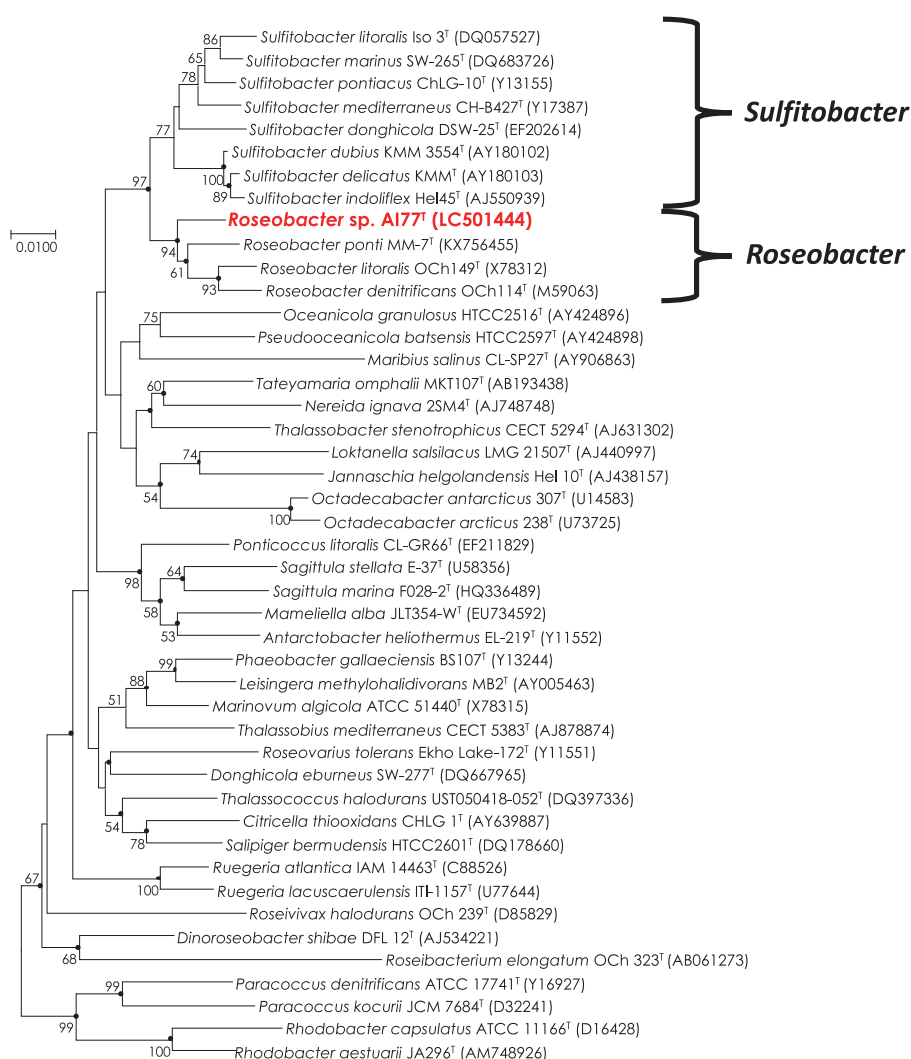 86
Sulfitobacter litoralis Iso 3ᵀ (DQ057527)
65
Sulfitobacter marinus SW-265ᵀ (DQ683726)
78
Sulfitobacter pontiacus ChLG-10ᵀ (Y13155)
Sulfitobacter mediterraneus CH-B427ᵀ (Y17387)
77
Sulfitobacter donghicola DSW-25ᵀ (EF202614)
Sulfitobacter dubius KMM 3554ᵀ (AY180102)
100
Sulfitobacter delicatus KMMᵀ (AY180103)
97
89
Sulfitobacter indoliflex Hel45ᵀ (AJ550939)
Sulfitobacter
Roseobacter sp. AI77ᵀ (LC501444)
0.0100
94
Roseobacter ponti MM-7ᵀ (KX756455)
61
Roseobacter litoralis OCh149ᵀ (X78312)
93
Roseobacter denitrificans OCh114ᵀ (M59063)
Roseobacter
Oceanicola granulosus HTCC2516ᵀ (AY424896)
75
Pseudooceanicola batsensis HTCC2597ᵀ (AY424898)
Maribius salinus CL-SP27ᵀ (AY906863)
Tateyamaria omphalii MKT107ᵀ (AB193438)
60
Nereida ignava 2SM4ᵀ (AJ748748)
Thalassobacter stenotrophicus CECT 5294ᵀ (AJ631302)
Loktanella salsilacus LMG 21507ᵀ (AJ440997)
74
Jannaschia helgolandensis Hel 10ᵀ (AJ438157)
54
Octadecabacter antarcticus 307ᵀ (U14583)
100
Octadecabacter arcticus 238ᵀ (U73725)
Ponticoccus litoralis CL-GR66ᵀ (EF211829)
98
Sagittula stellata E-37ᵀ (U58356)
64
Sagittula marina F028-2ᵀ (HQ336489)
58
Mameliella alba JLT354-Wᵀ (EU734592)
53
Antarctobacter heliothermus EL-219ᵀ (Y11552)
Phaeobacter gallaeciensis BS107ᵀ (Y13244)
99
Leisingera methylohalidivorans MB2ᵀ (AY005463)
88
Marinovum algicola ATCC 51440ᵀ (X78315)
51
Thalassobius mediterraneus CECT 5383ᵀ (AJ878874)
Roseovarius tolerans Ekho Lake-172ᵀ (Y11551)
Donghicola eburneus SW-277ᵀ (DQ667965)
Thalassococcus halodurans UST050418-052ᵀ (DQ397336)
54
Citricella thiooxidans CHLG 1ᵀ (AY639887)
78
Salipiger bermudensis HTCC2601ᵀ (DQ178660)
Ruegeria atlantica IAM 14463ᵀ (C88526)
100
Ruegeria lacuscaerulensis ITI-1157ᵀ (U77644)
67
Roseivivax halodurans OCh 239ᵀ (D85829)
Dinoroseobacter shibae DFL 12ᵀ (AJ534221)
68
Roseibacterium elongatum OCh 323ᵀ (AB061273)
Paracoccus denitrificans ATCC 17741ᵀ (Y16927)
99
Paracoccus kocurii JCM 7684ᵀ (D32241)
99
Rhodobacter capsulatus ATCC 11166ᵀ (D16428)
100
Rhodobacter aestuarii JA296ᵀ (AM748926)